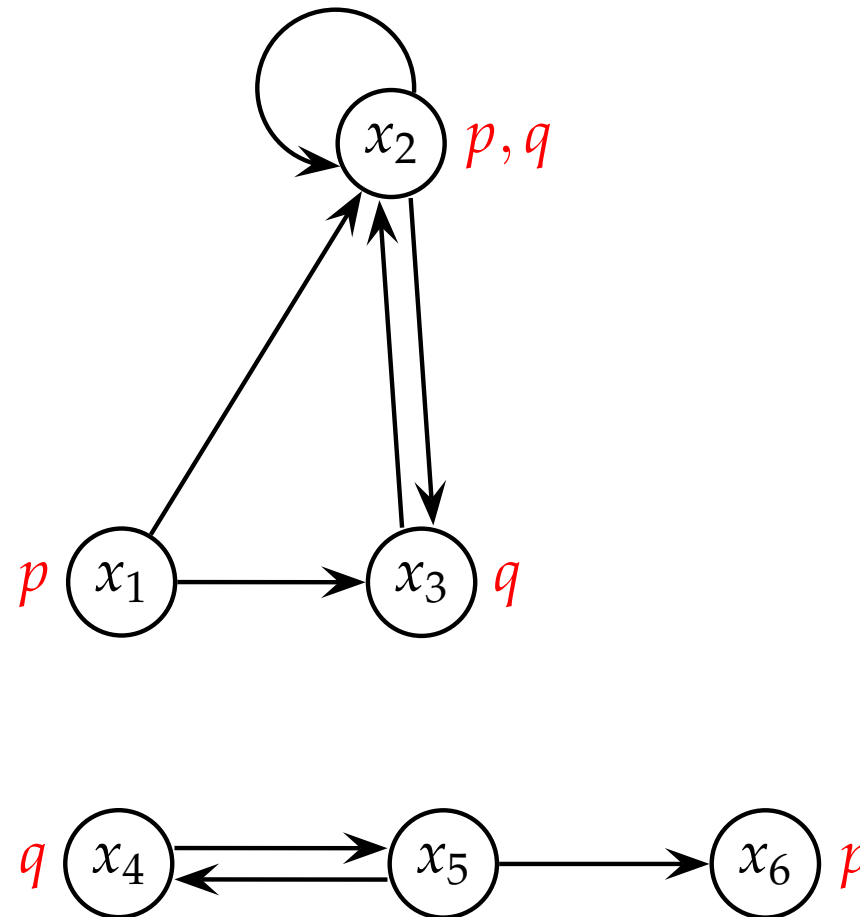 x₂ p, q
p x₁ x₃ q
q x₄ x₅ x₆ p